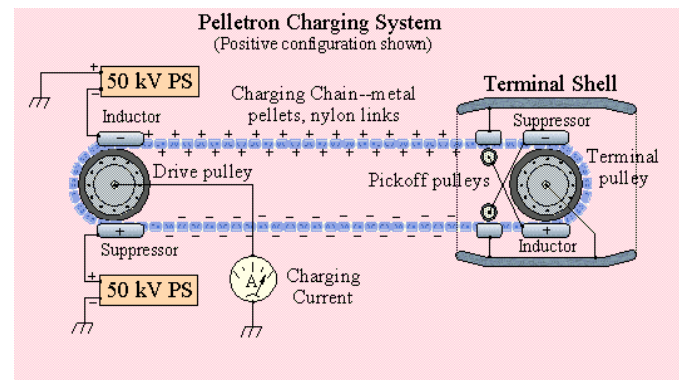 Pelletron Charging System
(Positive configuration shown)
+
50 kV PS
−
Inductor
−
Charging Chain--metal
pellets, nylon links
Terminal Shell
Suppressor
−
+ + + + + + + + +
+ + + + + + + + +
Drive pulley
Pickoff pulleys
Terminal
pulley
− − − − − − − −
− − − − − − − −
+
Suppressor
+
Inductor
+
50 kV PS
−
A
Charging
Current